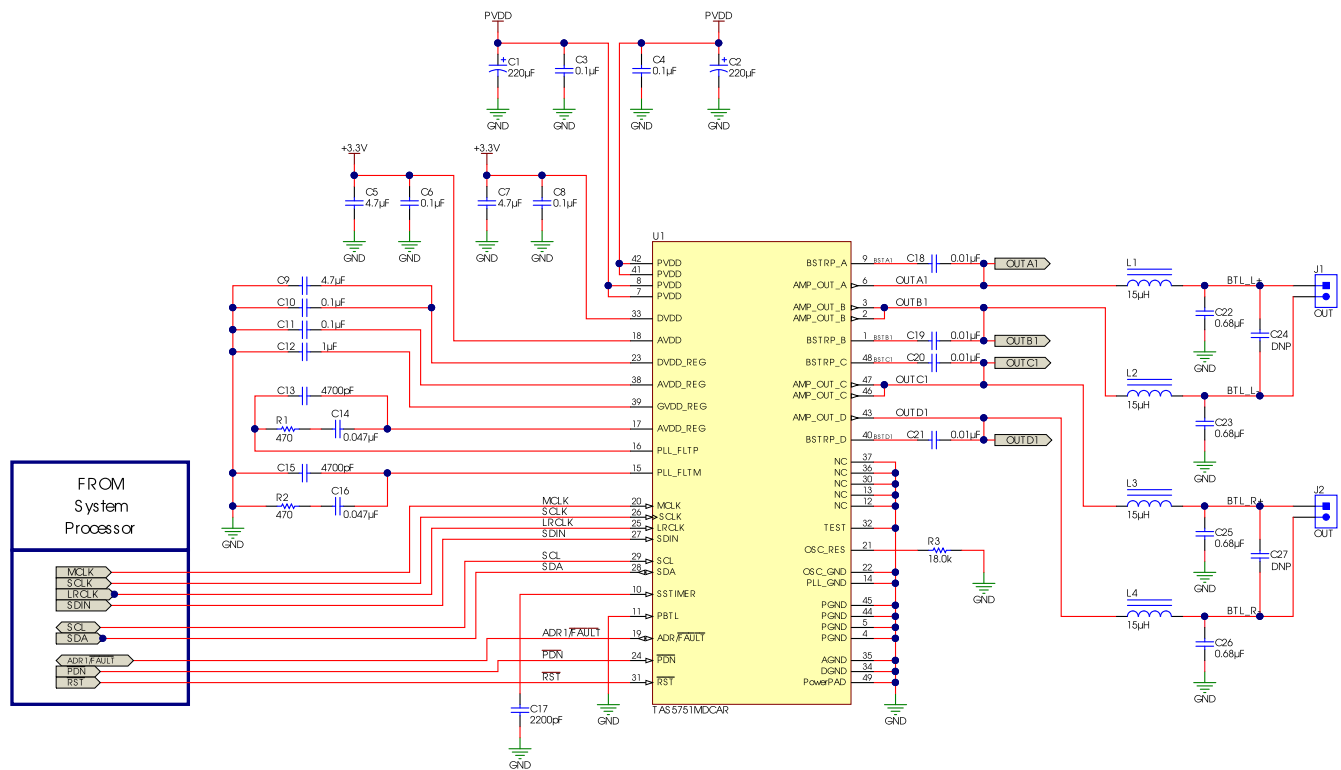 PVDD
PVDD
C1
220µF
C3
0.1µF
C4
0.1µF
C2
220µF
GND
GND
GND
GND
+3.3V
+3.3V
C5
4.7µF
C6
0.1µF
C7
4.7µF
C8
0.1µF
GND
GND
GND
GND
U1
42 PVDD
41 PVDD
8 PVDD
7 PVDD
33 DVDD
18 AVDD
23 DVDD_REG
38 AVDD_REG
39 GVDD_REG
17 AVDD_REG
16 PLL_FLTP
15 PLL_FLTM
20 MCLK
26 SCLK
25 LRCLK
27 SDIN
29 SCL
28 SDA
10 SSTIMER
11 PBTL
19 ADR/FAULT
24 PDN
31 RST
TAS5751MDCAR
BSTRP_A 9 BSTA1
AMP_OUT_A 6 OUTA1
AMP_OUT_B 3 OUTB1
AMP_OUT_B 2
BSTRP_B 1 BSTB1
BSTRP_C 48 BSTC1
AMP_OUT_C 47 OUTC1
AMP_OUT_C 46
AMP_OUT_D 43 OUTD1
BSTRP_D 40 BSTD1
NC 37
NC 36
NC 30
NC 13
NC 12
TEST 32
OSC_RES 21
OSC_GND 22
PLL_GND 14
PGND 45
PGND 44
PGND 5
PGND 4
AGND 35
DGND 34
PowerPAD 49
GND
C9 4.7µF
C10 0.1µF
C11 0.1µF
C12 1µF
C13 4700pF
R1
470
C14
0.047µF
C15 4700pF
R2
470
C16
0.047µF
GND
MCLK
SCLK
LRCLK
SDIN
SCL
SDA
ADR1/FAULT
PDN
RST
C17
2200pF
GND
GND
FROM
System
Processor
MCLK
SCLK
LRCLK
SDIN
SCL
SDA
ADR1/FAULT
PDN
RST
C18 0.01µF
OUTA1
C19 0.01µF
OUTB1
C20 0.01µF
OUTC1
C21 0.01µF
OUTD1
R3
18.0k
GND
L1
15µH
BTL_L+
J1
OUT
C22
0.68µF
GND
C24
DNP
L2
15µH
BTL_L-
C23
0.68µF
GND
L3
15µH
BTL_R+
J2
OUT
C25
0.68µF
GND
C27
DNP
L4
15µH
BTL_R-
C26
0.68µF
GND